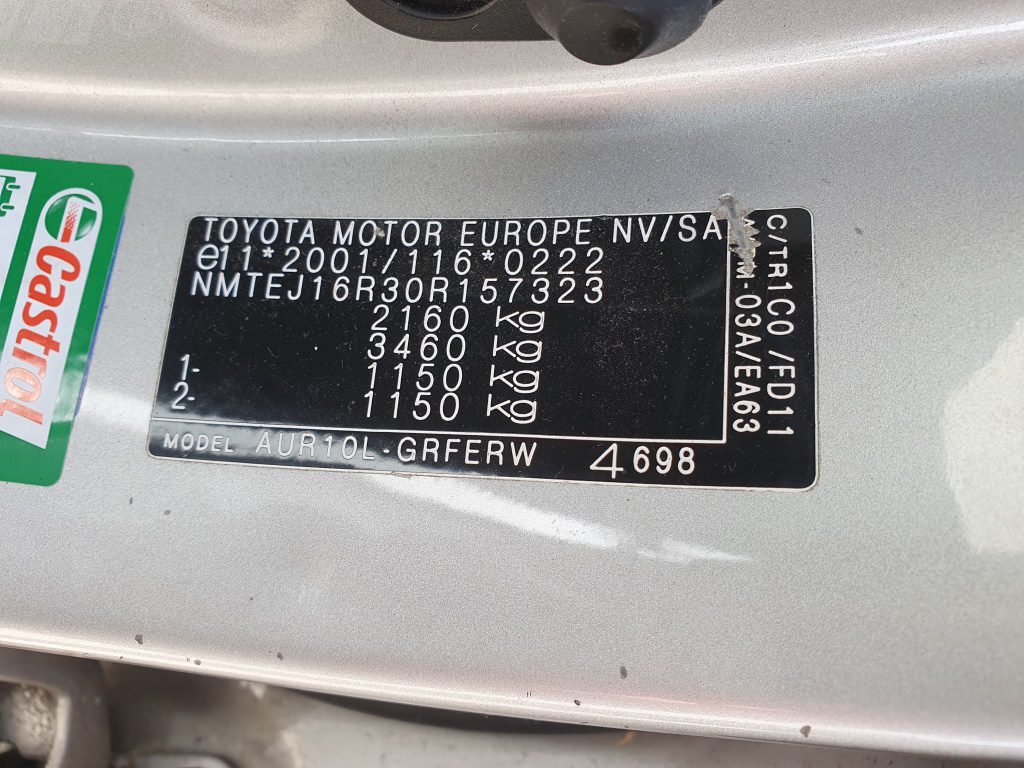 TOYOTA MOTOR EUROPE NV/SA
e11*2001/116*0222
NMTEJ16R30R157323
2160 kg
3460 kg
1- 1150 kg
2- 1150 kg
MODEL AUR10L-GRFERW 4698
C/TR1C0 /FD11
-03A/EA63
Castrol